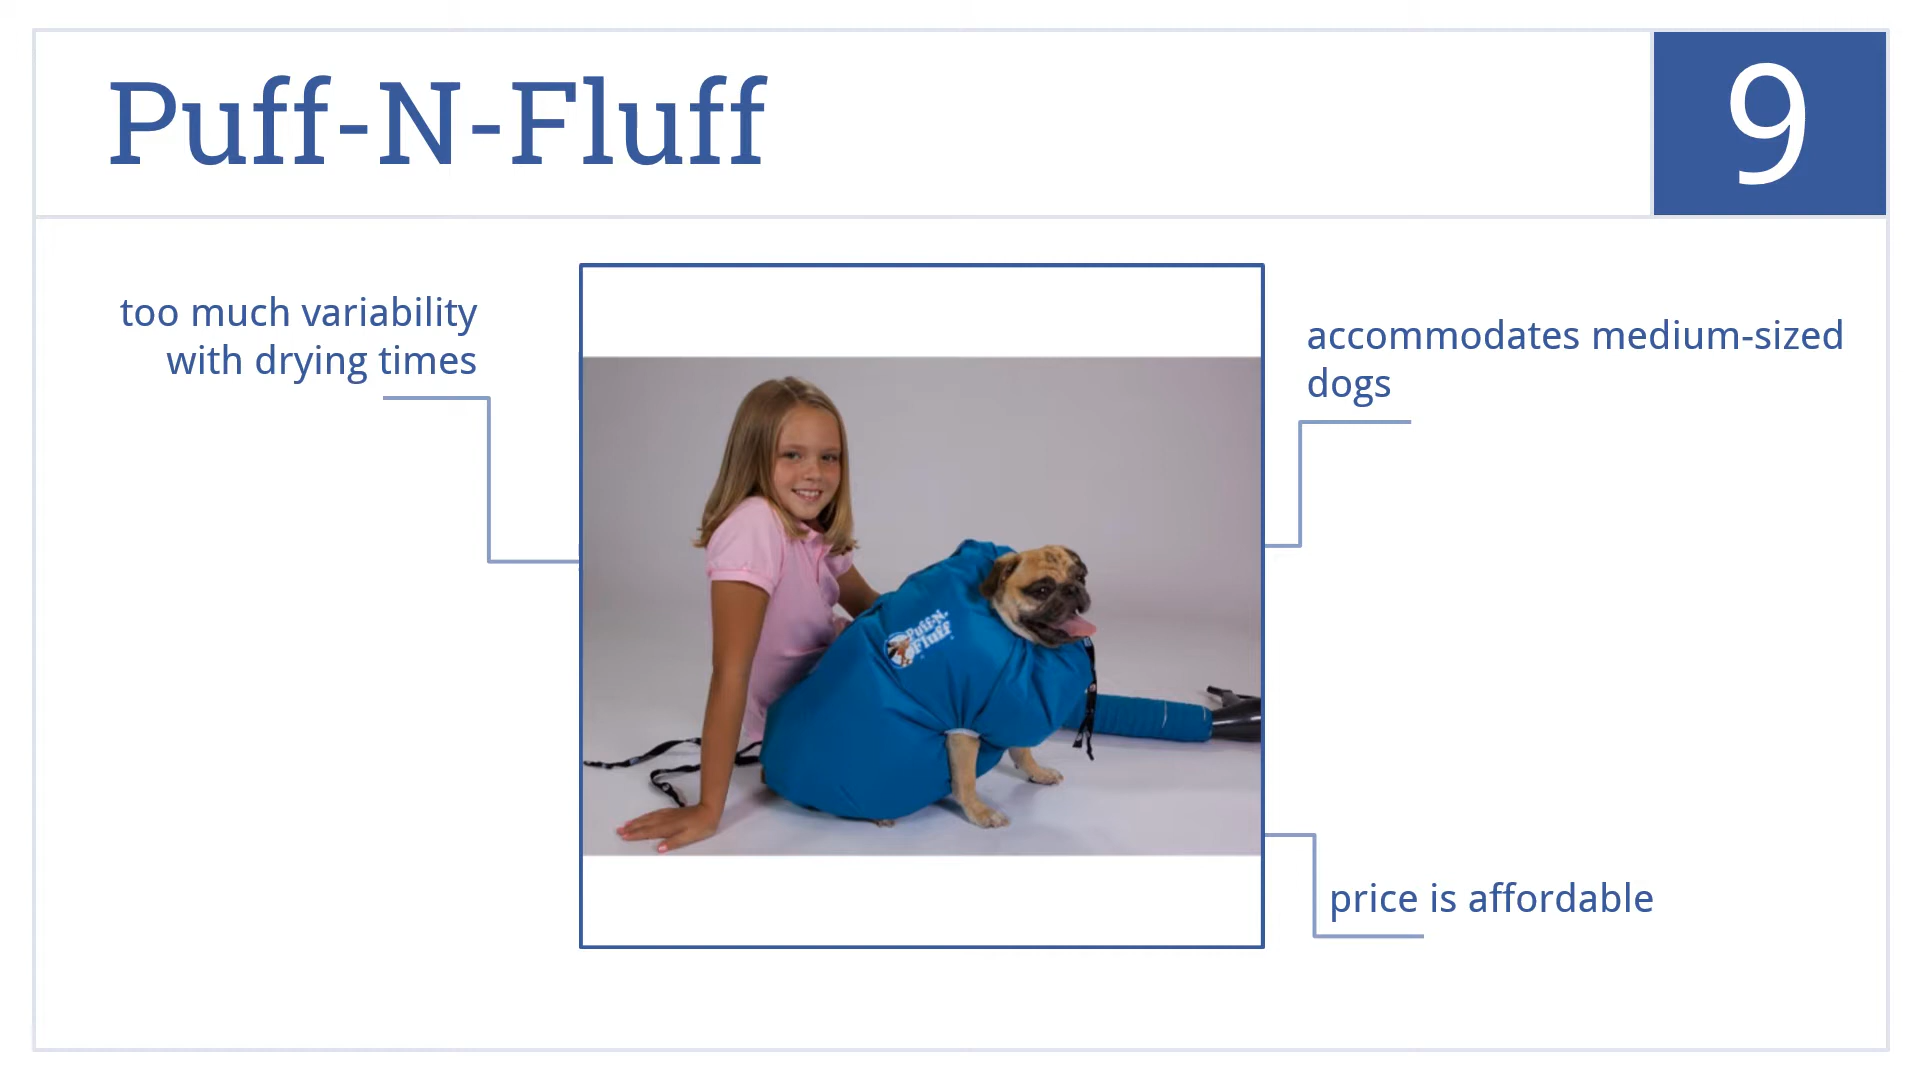 Puff-N-Fluff
9
too much variability
with drying times
accommodates medium-sized
dogs
Puff-N-
Fluff
price is affordable